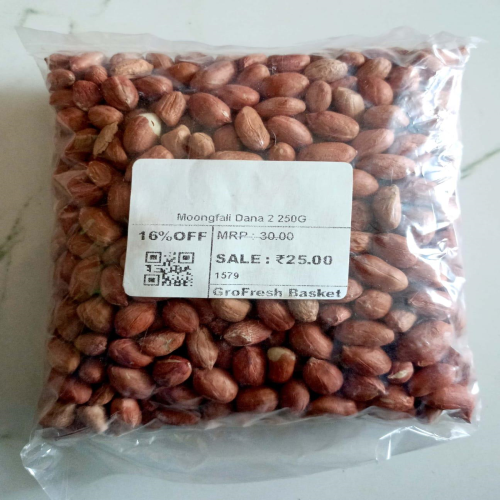 Moongfali Dana 2 250G
16%OFF
MRP : 30.00
SALE : ₹25.00
1579
GroFresh Basket